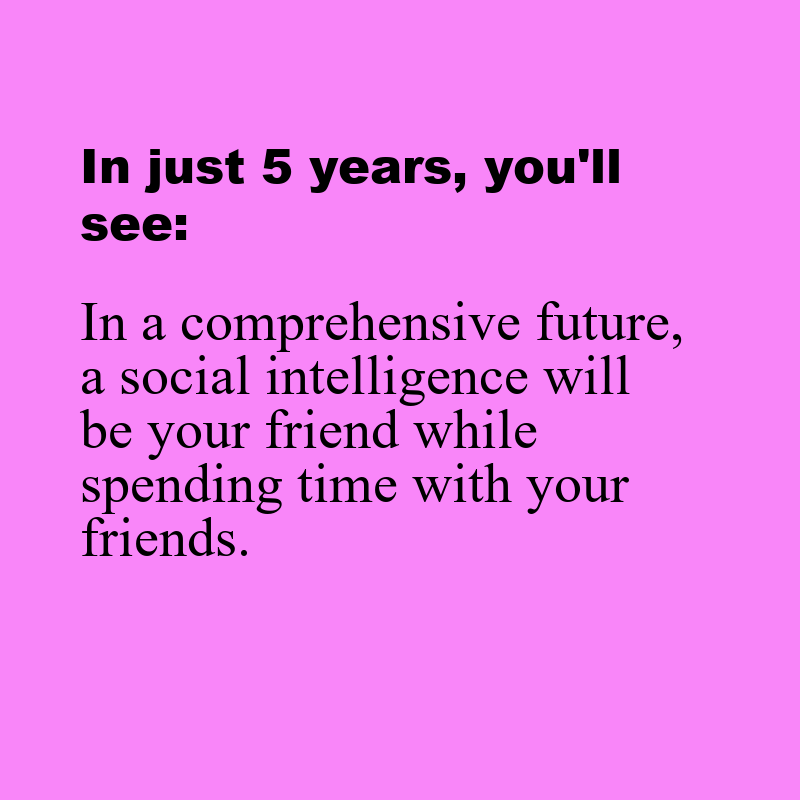 In just 5 years, you'll
see:
In a comprehensive future,
a social intelligence will
be your friend while
spending time with your
friends.